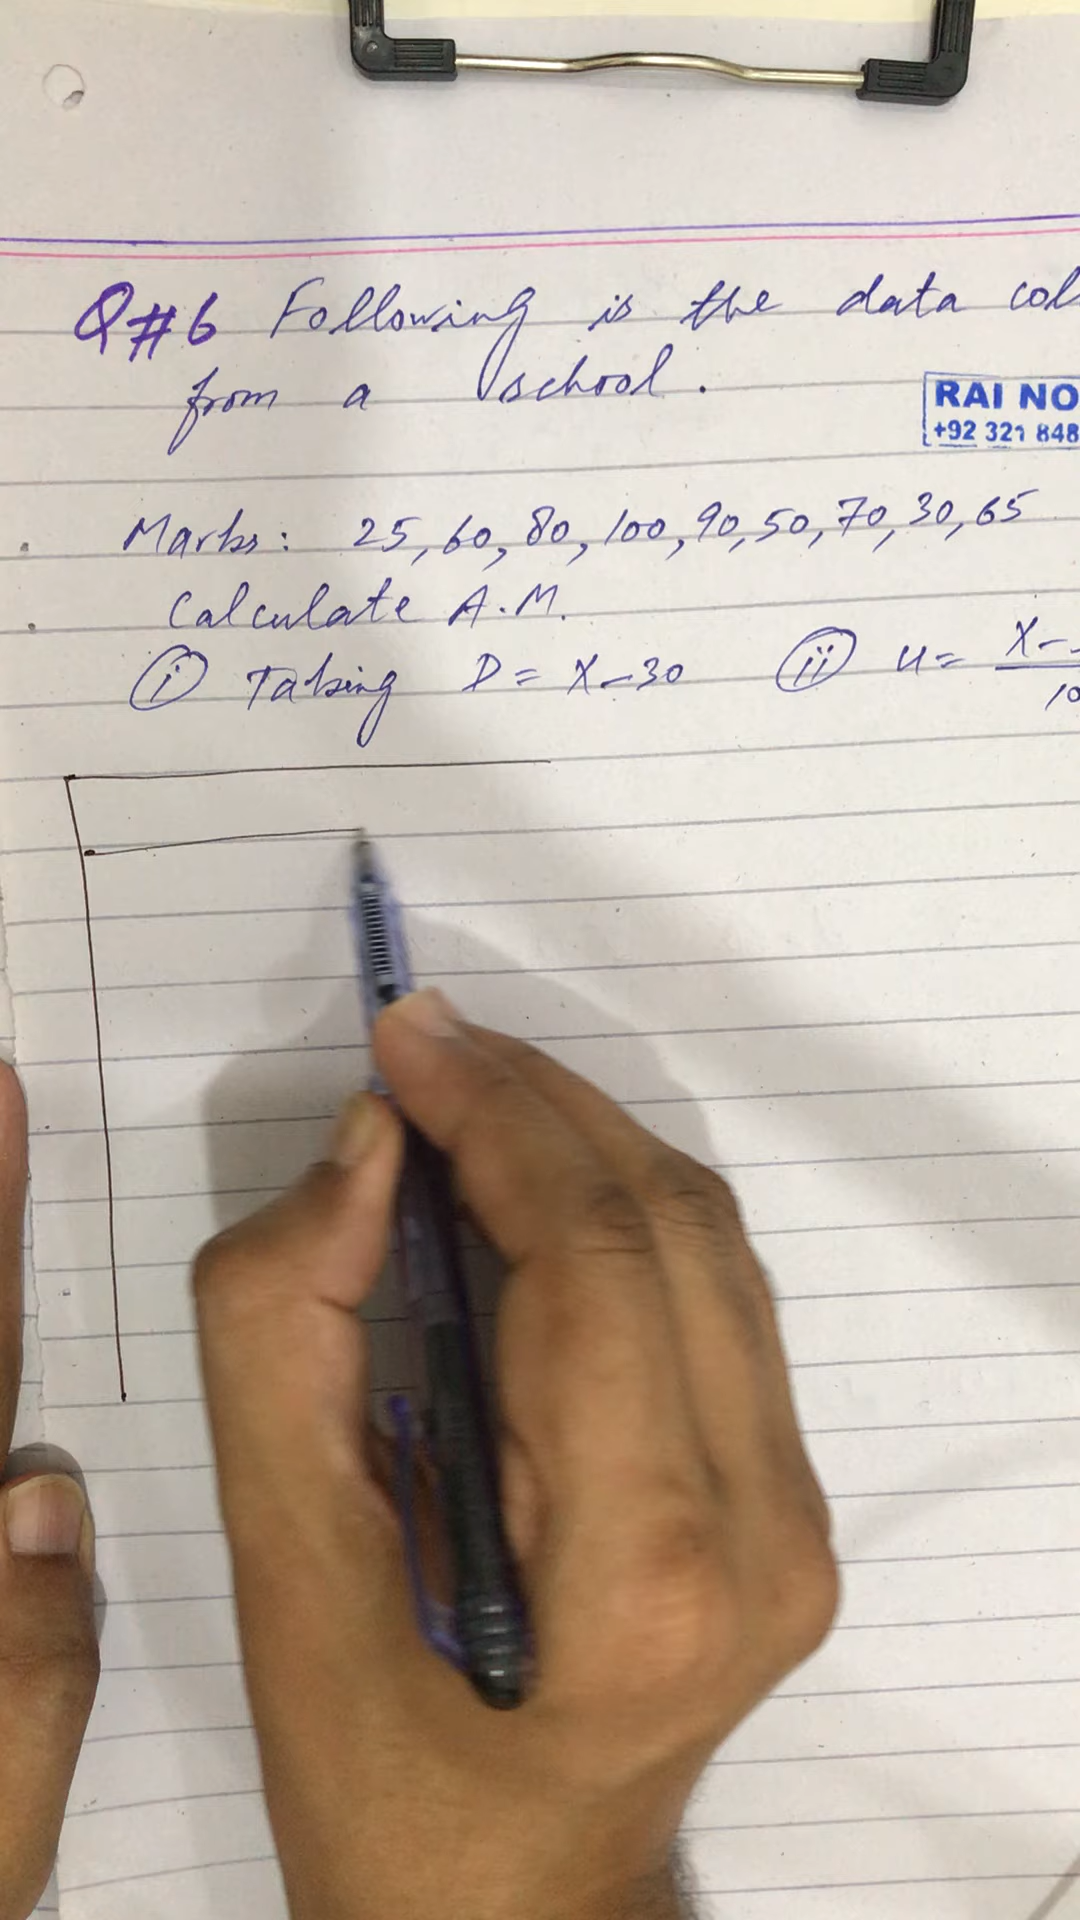 Q#6 Following is the data col
from a school.
RAI NO
+92 321 848
Marks: 25, 60, 80, 100, 90, 50, 70, 30, 65
Calculate A.M.
(i) Taking D = X-30 (ii) u = X-
10